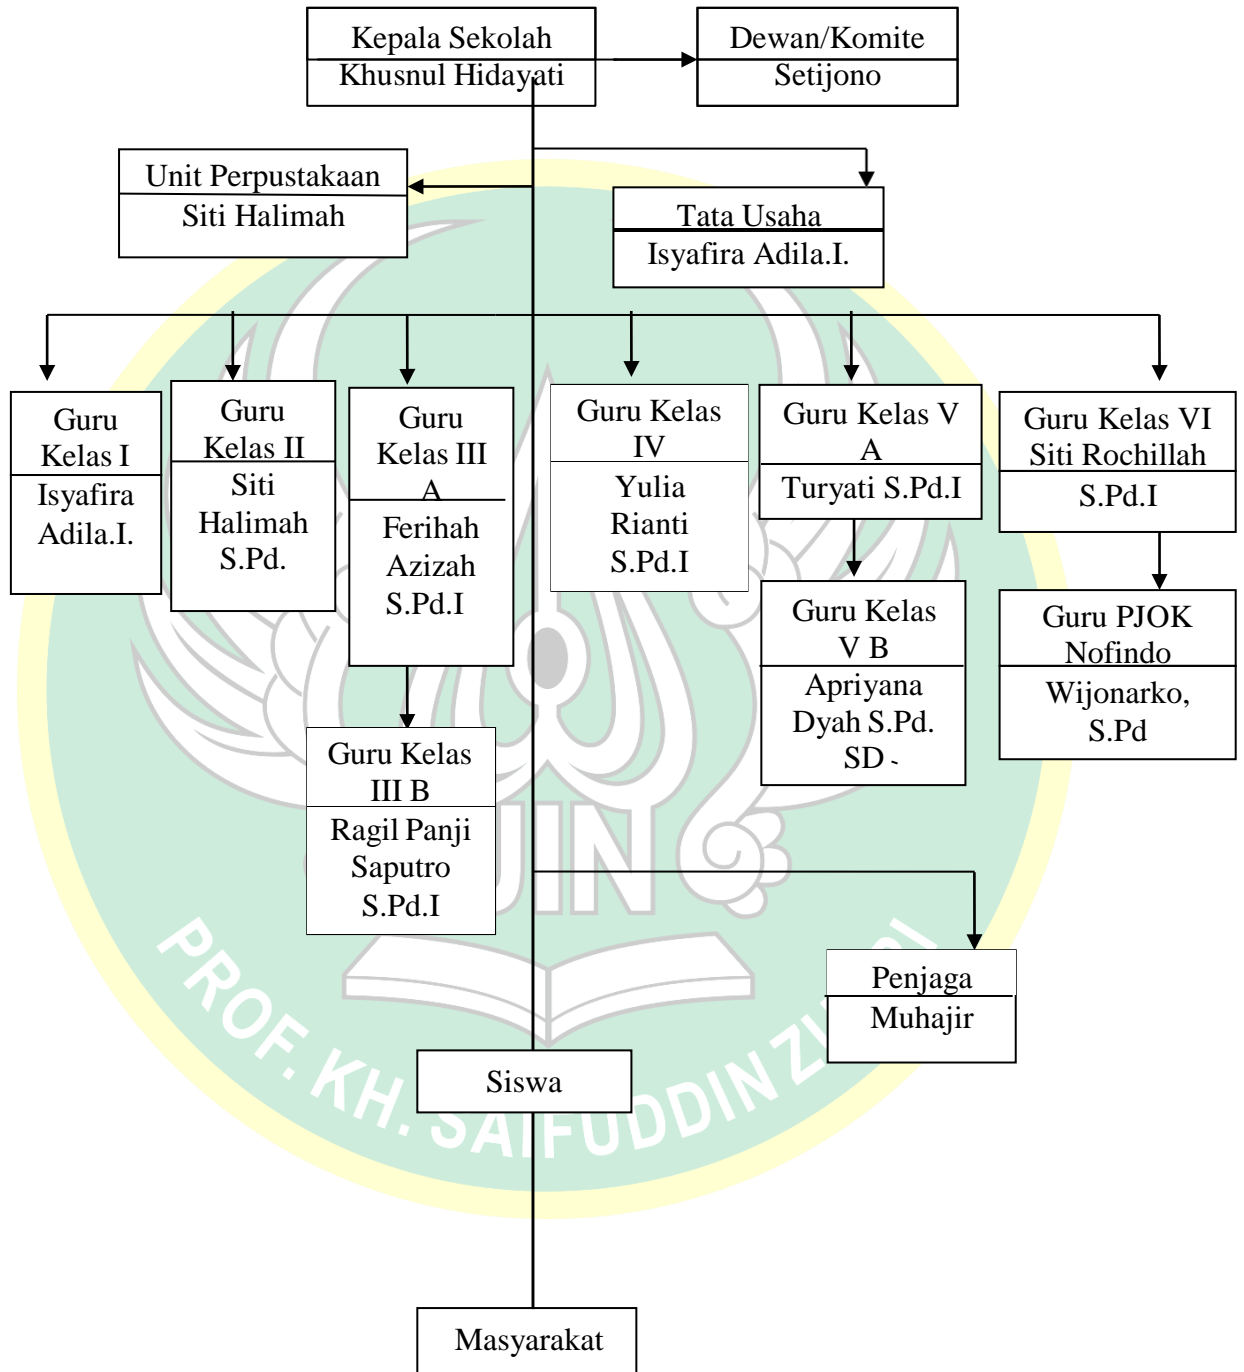 Kepala Sekolah
Khusnul Hidayati
Dewan/Komite
Setijono
Unit Perpustakaan
Siti Halimah
Tata Usaha
Isyafira Adila.I.
Guru
Kelas I
Isyafira
Adila.I.
Guru
Kelas II
Siti
Halimah
S.Pd.
Guru
Kelas III
A
Ferihah
Azizah
S.Pd.I
Guru Kelas
IV
Yulia
Rianti
S.Pd.I
Guru Kelas V
A
Turyati S.Pd.I
Guru Kelas VI
Siti Rochillah
S.Pd.I
Guru Kelas
V B
Apriyana
Dyah S.Pd.
SD
Guru PJOK
Nofindo
Wijonarko,
S.Pd
Guru Kelas
III B
Ragil Panji
Saputro
S.Pd.I
UIN
Penjaga
Muhajir
Siswa
PROF. KH. SAIFUDDIN
Masyarakat